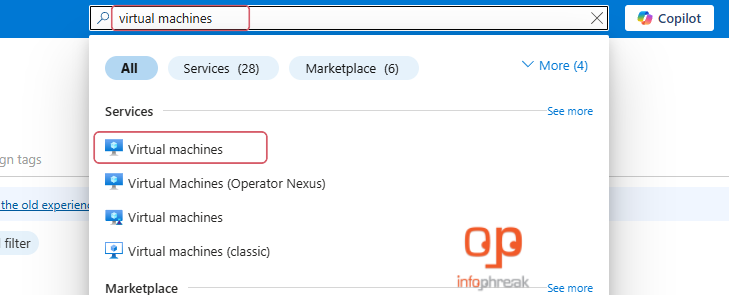 virtual machines
Copilot
All
Services (28)
Marketplace (6)
More (4)
Services
See more
Virtual machines
gn tags
Virtual Machines (Operator Nexus)
the old experienc
Virtual machines
filter
Virtual machines (classic)
infophreak
Marketplace
See more